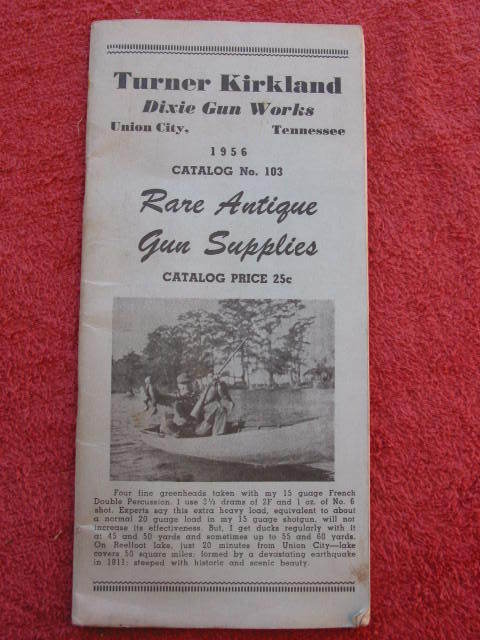 Turner Kirkland
Dixie Gun Works
Union City, Tennessee
1956
CATALOG No. 103
Rare Antique
Gun Supplies
CATALOG PRICE 25c
Four fine greenheads taken with my 15 guage French
Double Percussion. I use 3½ drams of 2F and 1 oz. of No. 6
shot. Experts say this extra heavy load, equivalent to about
a normal 20 guage load in my 15 guage shotgun, will not
increase its effectiveness. But, I get ducks regularly with it
at 45 and 50 yards and sometimes up to 55 and 60 yards.
On Reelfoot lake, just 20 minutes from Union City—lake
covers 50 square miles; formed by a devastating earthquake
in 1811; steeped with historic and scenic beauty.